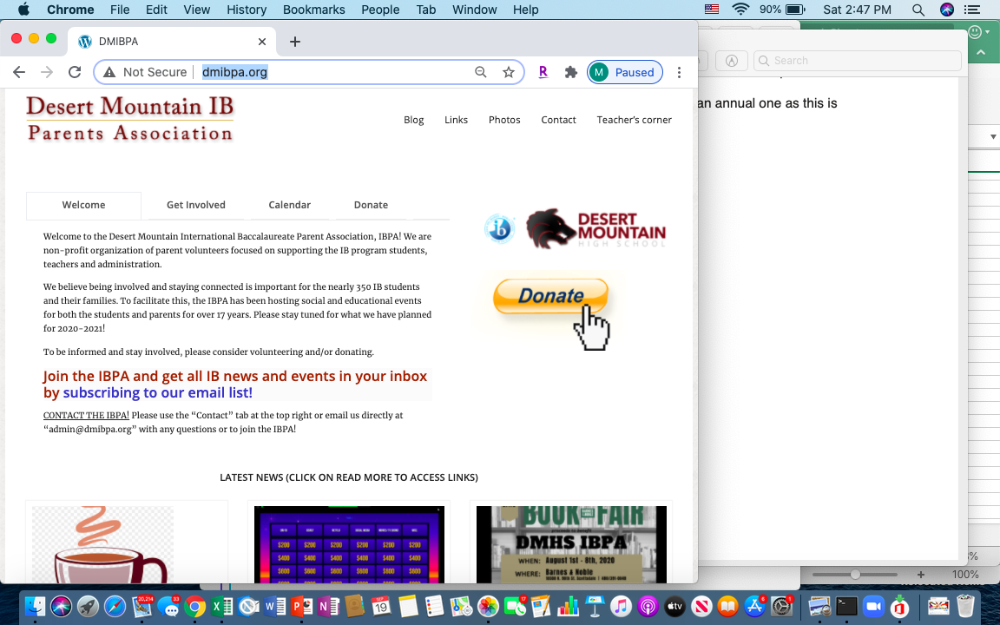 Chrome File Edit View History Bookmarks People Tab Window Help 90% Sat 2:47 PM
DMIBPA
Not Secure dmibpa.org R M Paused
Search
an annual one as this is
Desert Mountain IB
Parents Association
Blog Links Photos Contact Teacher's corner
Welcome Get Involved Calendar Donate
DESERT
MOUNTAIN
HIGH SCHOOL
ib
Welcome to the Desert Mountain International Baccalaureate Parent Association, IBPA! We are
non-profit organization of parent volunteers focused on supporting the IB program students,
teachers and administration.
We believe being involved and staying connected is important for the nearly 350 IB students
and their families. To facilitate this, the IBPA has been hosting social and educational events
for both the students and parents for over 17 years. Please stay tuned for what we have planned
for 2020-2021!
Donate
To be informed and stay involved, please consider volunteering and/or donating.
Join the IBPA and get all IB news and events in your inbox
by subscribing to our email list!
CONTACT THE IBPA! Please use the “Contact” tab at the top right or email us directly at
“admin@dmibpa.org” with any questions or to join the IBPA!
LATEST NEWS (CLICK ON READ MORE TO ACCESS LINKS)
$200 $200 $200 $200 $200 $200
$400 $400 $400 $400 $400 $400
$600 $600 $600 $600 $600 $600
BOOK FAIR
DMHS IBPA
WHEN: August 1st - 8th, 2020
WHERE: Barnes & Noble
%
100%
20,214 33 19 17 6 1
tv